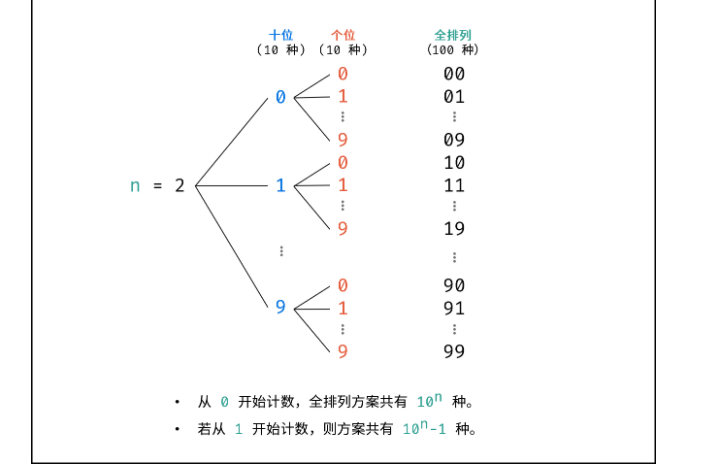 十位 个位 全排列
(10 种) (10 种) (100 种)
0 00
0 1 01
⋮ ⋮
9 09
0 10
n = 2 1 1 11
⋮ ⋮
9 19
⋮ ⋮
0 90
9 1 91
⋮ ⋮
9 99
• 从 0 开始计数，全排列方案共有 10ⁿ 种。
• 若从 1 开始计数，则方案共有 10ⁿ-1 种。